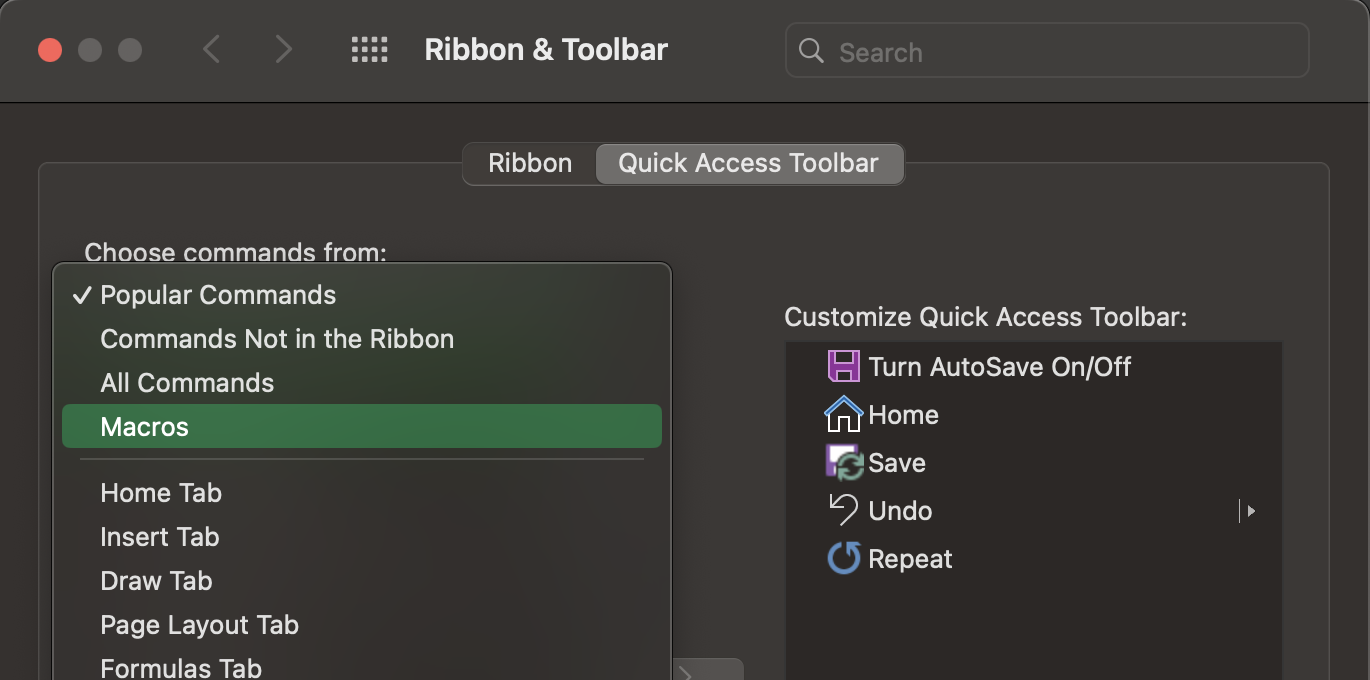 Ribbon & Toolbar
Search
Ribbon
Quick Access Toolbar
Choose commands from:
✓ Popular Commands
Commands Not in the Ribbon
All Commands
Macros
Home Tab
Insert Tab
Draw Tab
Page Layout Tab
Formulas Tab
Customize Quick Access Toolbar:
Turn AutoSave On/Off
Home
Save
Undo
Repeat